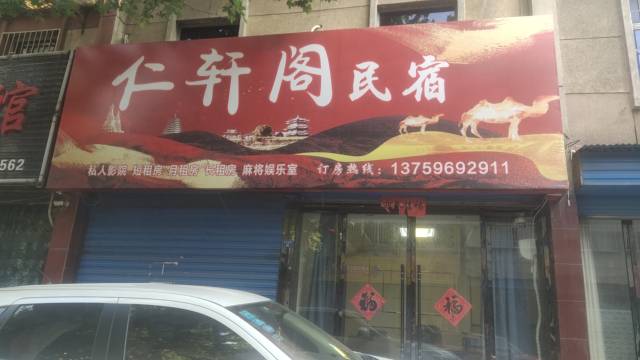 仁轩阁民宿
私人影院 短租房 月租房 长租房 麻将娱乐室 订房热线：13759692911
馆
562
福
福